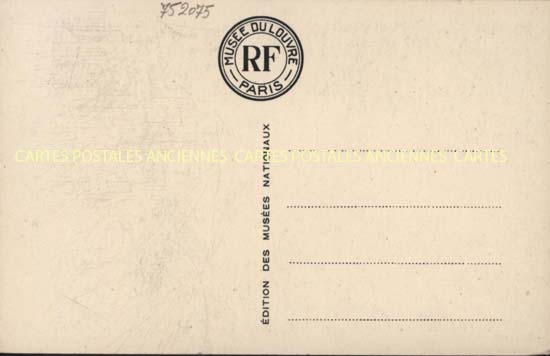 752075
MUSÉE DU LOUVRE
RF
— PARIS —
CARTES POSTALES ANCIENNES CARTES POSTALES ANCIENNES CARTES
ÉDITION DES MUSÉES NATIONAUX